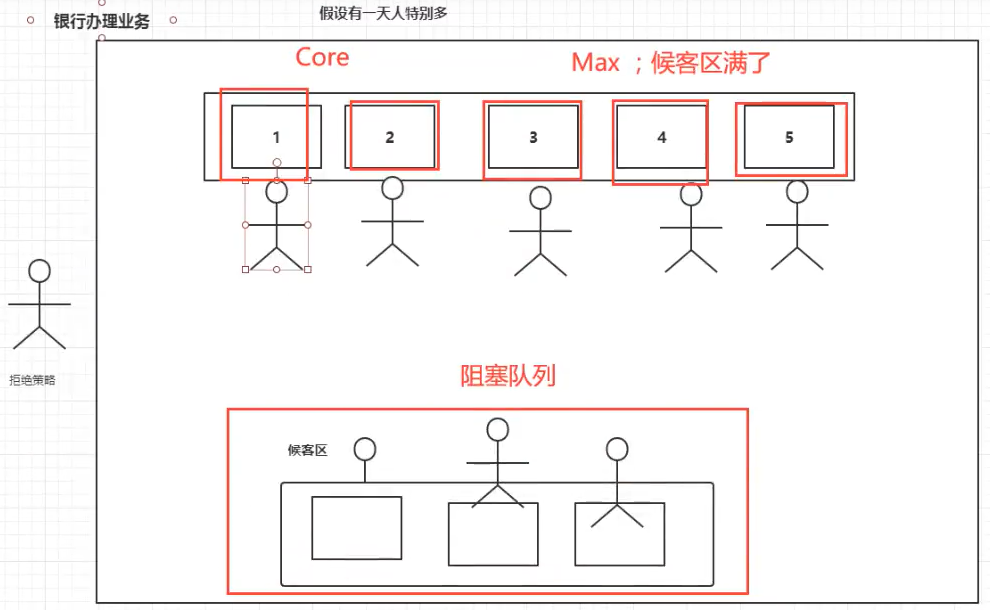 假设有一天人特别多
银行办理业务
Core
Max ；候客区满了
1
2
3
4
5
拒绝策略
阻塞队列
候客区